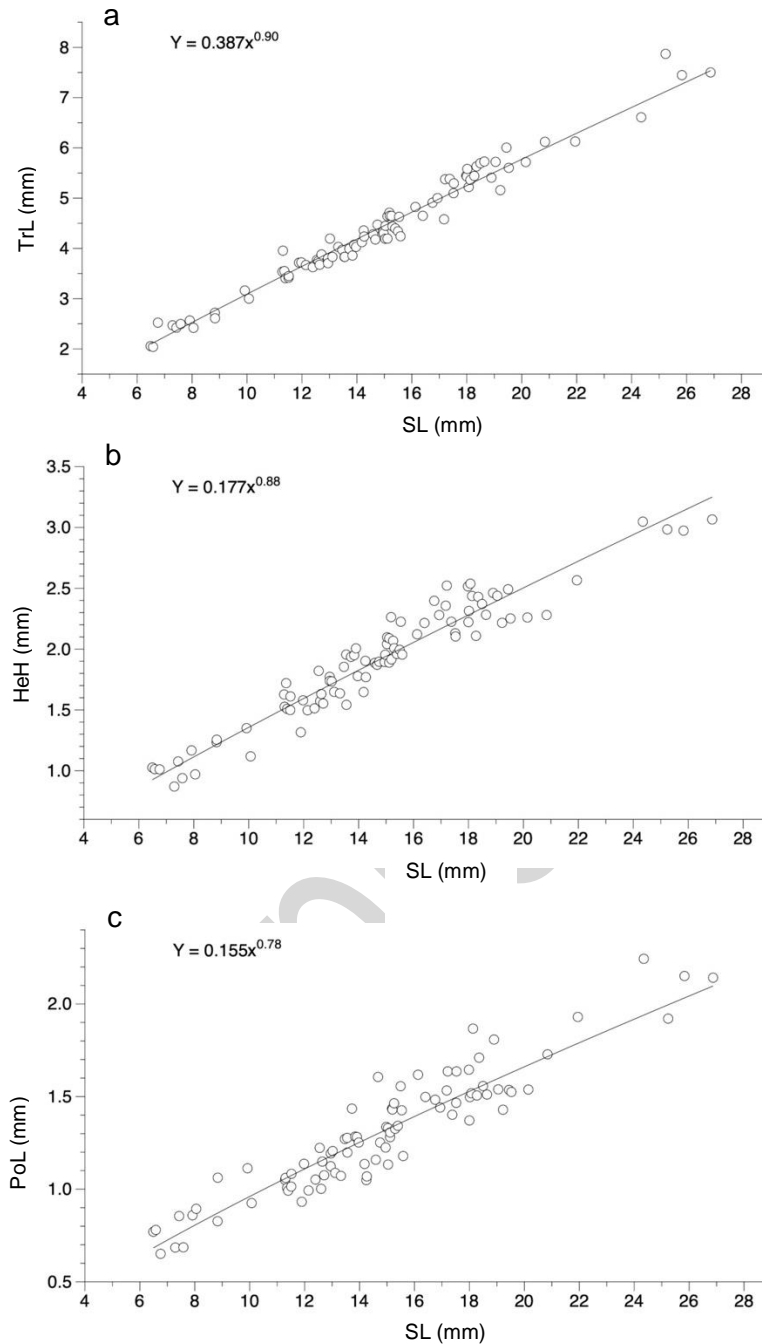 a
Y = 0.387x^0.90
8
7
6
5
4
3
2
TrL (mm)
4 6 8 10 12 14 16 18 20 22 24 26 28
SL (mm)
b
Y = 0.177x^0.88
3.5
3.0
2.5
2.0
1.5
1.0
HeH (mm)
4 6 8 10 12 14 16 18 20 22 24 26 28
SL (mm)
c
Y = 0.155x^0.78
2.0
1.5
1.0
0.5
PoL (mm)
4 6 8 10 12 14 16 18 20 22 24 26 28
SL (mm)